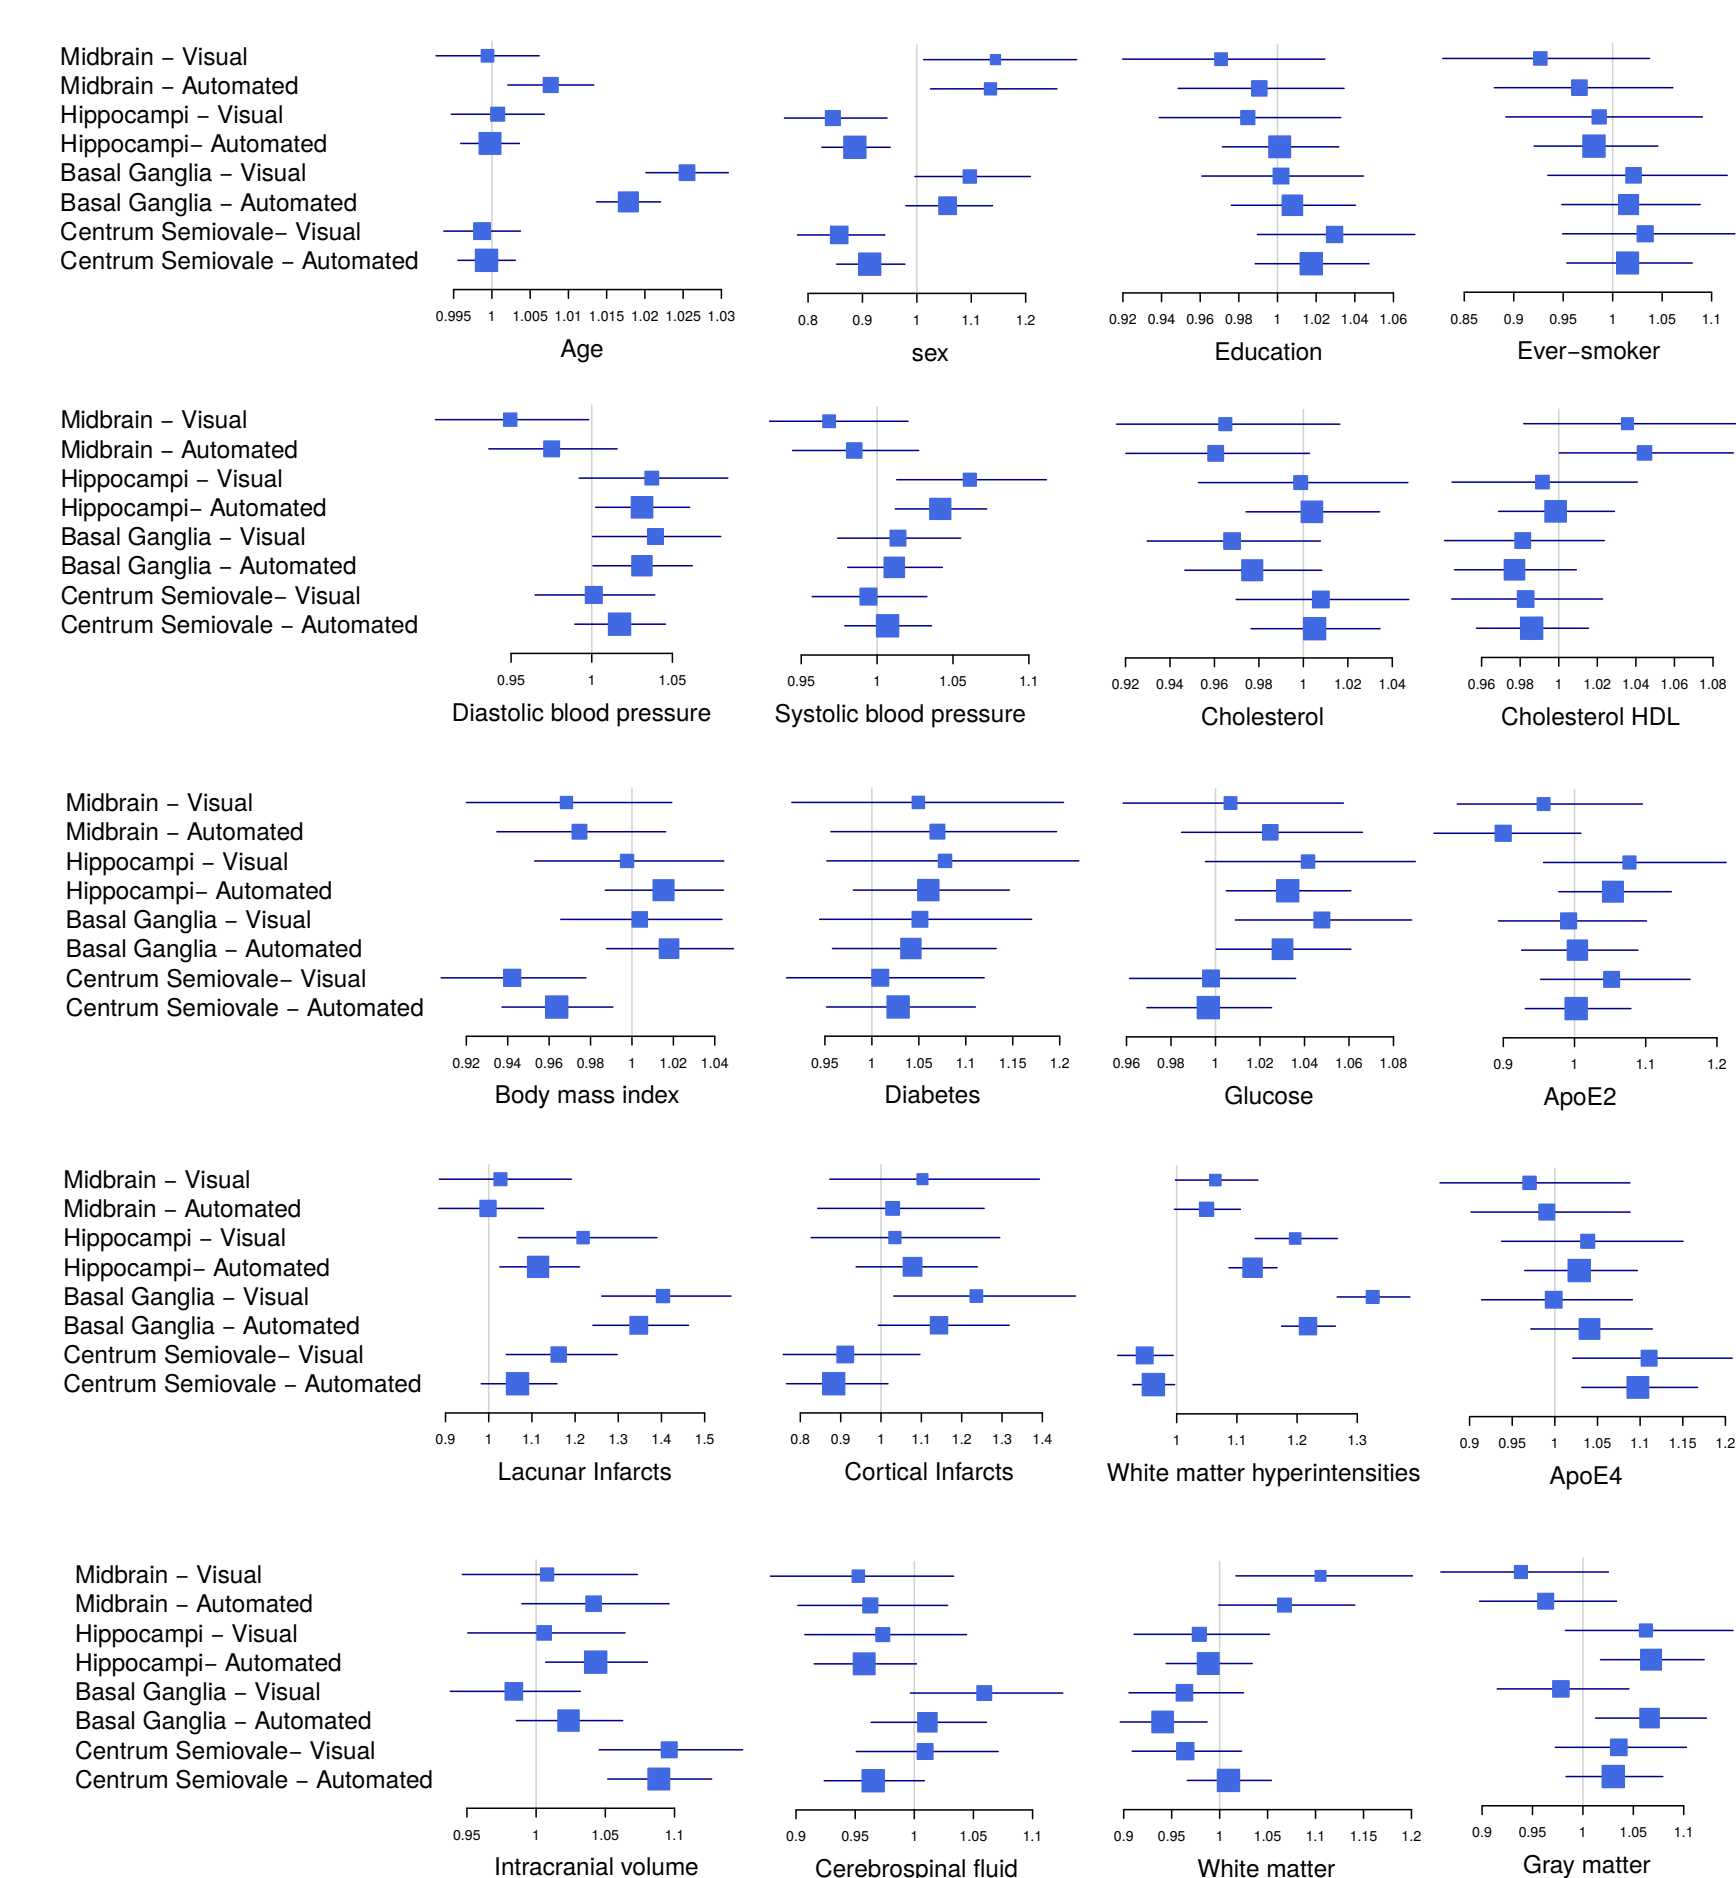 Midbrain − Visual
Midbrain − Automated
Hippocampi − Visual
Hippocampi− Automated
Basal Ganglia − Visual
Basal Ganglia − Automated
Centrum Semiovale− Visual
Centrum Semiovale − Automated
0.995 1 1.005 1.01 1.015 1.02 1.025 1.03
Age
0.8 0.9 1 1.1 1.2
sex
0.92 0.94 0.96 0.98 1 1.02 1.04 1.06
Education
0.85 0.9 0.95 1 1.05 1.1
Ever−smoker
Midbrain − Visual
Midbrain − Automated
Hippocampi − Visual
Hippocampi− Automated
Basal Ganglia − Visual
Basal Ganglia − Automated
Centrum Semiovale− Visual
Centrum Semiovale − Automated
0.95 1 1.05
Diastolic blood pressure
0.95 1 1.05 1.1
Systolic blood pressure
0.92 0.94 0.96 0.98 1 1.02 1.04
Cholesterol
0.96 0.98 1 1.02 1.04 1.06 1.08
Cholesterol HDL
Midbrain − Visual
Midbrain − Automated
Hippocampi − Visual
Hippocampi− Automated
Basal Ganglia − Visual
Basal Ganglia − Automated
Centrum Semiovale− Visual
Centrum Semiovale − Automated
0.92 0.94 0.96 0.98 1 1.02 1.04
Body mass index
0.95 1 1.05 1.1 1.15 1.2
Diabetes
0.96 0.98 1 1.02 1.04 1.06 1.08
Glucose
0.9 1 1.1 1.2
ApoE2
Midbrain − Visual
Midbrain − Automated
Hippocampi − Visual
Hippocampi− Automated
Basal Ganglia − Visual
Basal Ganglia − Automated
Centrum Semiovale− Visual
Centrum Semiovale − Automated
0.9 1 1.1 1.2 1.3 1.4 1.5
Lacunar Infarcts
0.8 0.9 1 1.1 1.2 1.3 1.4
Cortical Infarcts
1 1.1 1.2 1.3
White matter hyperintensities
0.9 0.95 1 1.05 1.1 1.15 1.2
ApoE4
Midbrain − Visual
Midbrain − Automated
Hippocampi − Visual
Hippocampi− Automated
Basal Ganglia − Visual
Basal Ganglia − Automated
Centrum Semiovale− Visual
Centrum Semiovale − Automated
0.95 1 1.05 1.1
Intracranial volume
0.9 0.95 1 1.05 1.1
Cerebrospinal fluid
0.9 0.95 1 1.05 1.1 1.15 1.2
White matter
0.9 0.95 1 1.05 1.1
Gray matter